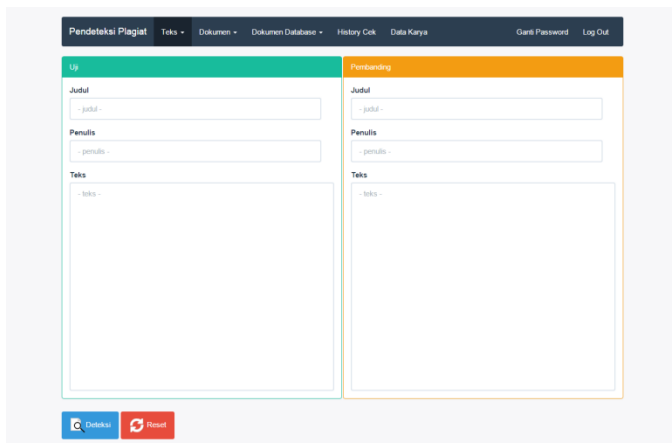 Pendeteksi Plagiat Teks Dokumen Dokumen Database History Cek Data Karya Ganti Password Log Out
Uji
Judul
- judul -
Penulis
- penulis -
Teks
- teks -
Pembanding
Judul
- judul -
Penulis
- penulis -
Teks
- teks -
Deteksi Reset